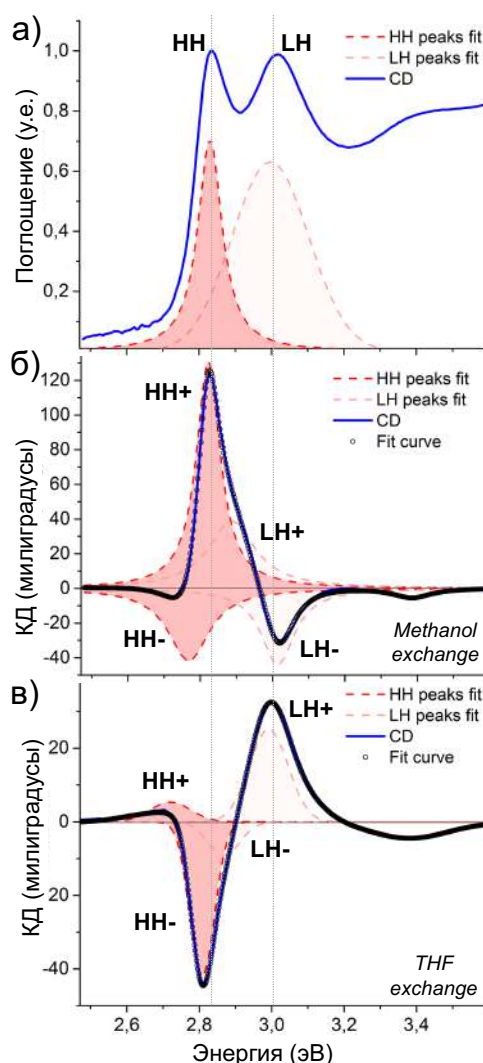 а)
HH
LH
HH peaks fit
LH peaks fit
CD
Поглощение (у.е.)
1,0
0,8
0,6
0,4
0,2
б)
HH+
HH peaks fit
LH peaks fit
CD
Fit curve
LH+
HH-
LH-
Methanol
exchange
КД (милиградусы)
120
100
80
60
40
20
0
-20
-40
в)
LH+
HH peaks fit
LH peaks fit
CD
Fit curve
HH+
LH-
HH-
THF
exchange
КД (милиградусы)
20
0
-20
-40
2,6 2,8 3,0 3,2 3,4
Энергия (эВ)